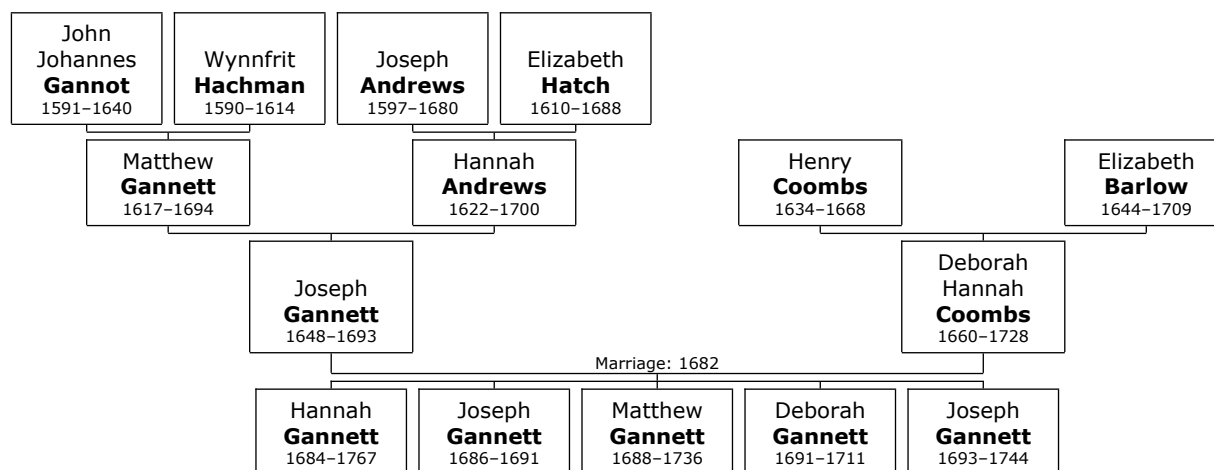 John
Johannes
Gannot
1591–1640
Wynnfrit
Hachman
1590–1614
Joseph
Andrews
1597–1680
Elizabeth
Hatch
1610–1688
Matthew
Gannett
1617–1694
Hannah
Andrews
1622–1700
Henry
Coombs
1634–1668
Elizabeth
Barlow
1644–1709
Joseph
Gannett
1648–1693
Deborah
Hannah
Coombs
1660–1728
Marriage: 1682
Hannah
Gannett
1684–1767
Joseph
Gannett
1686–1691
Matthew
Gannett
1688–1736
Deborah
Gannett
1691–1711
Joseph
Gannett
1693–1744